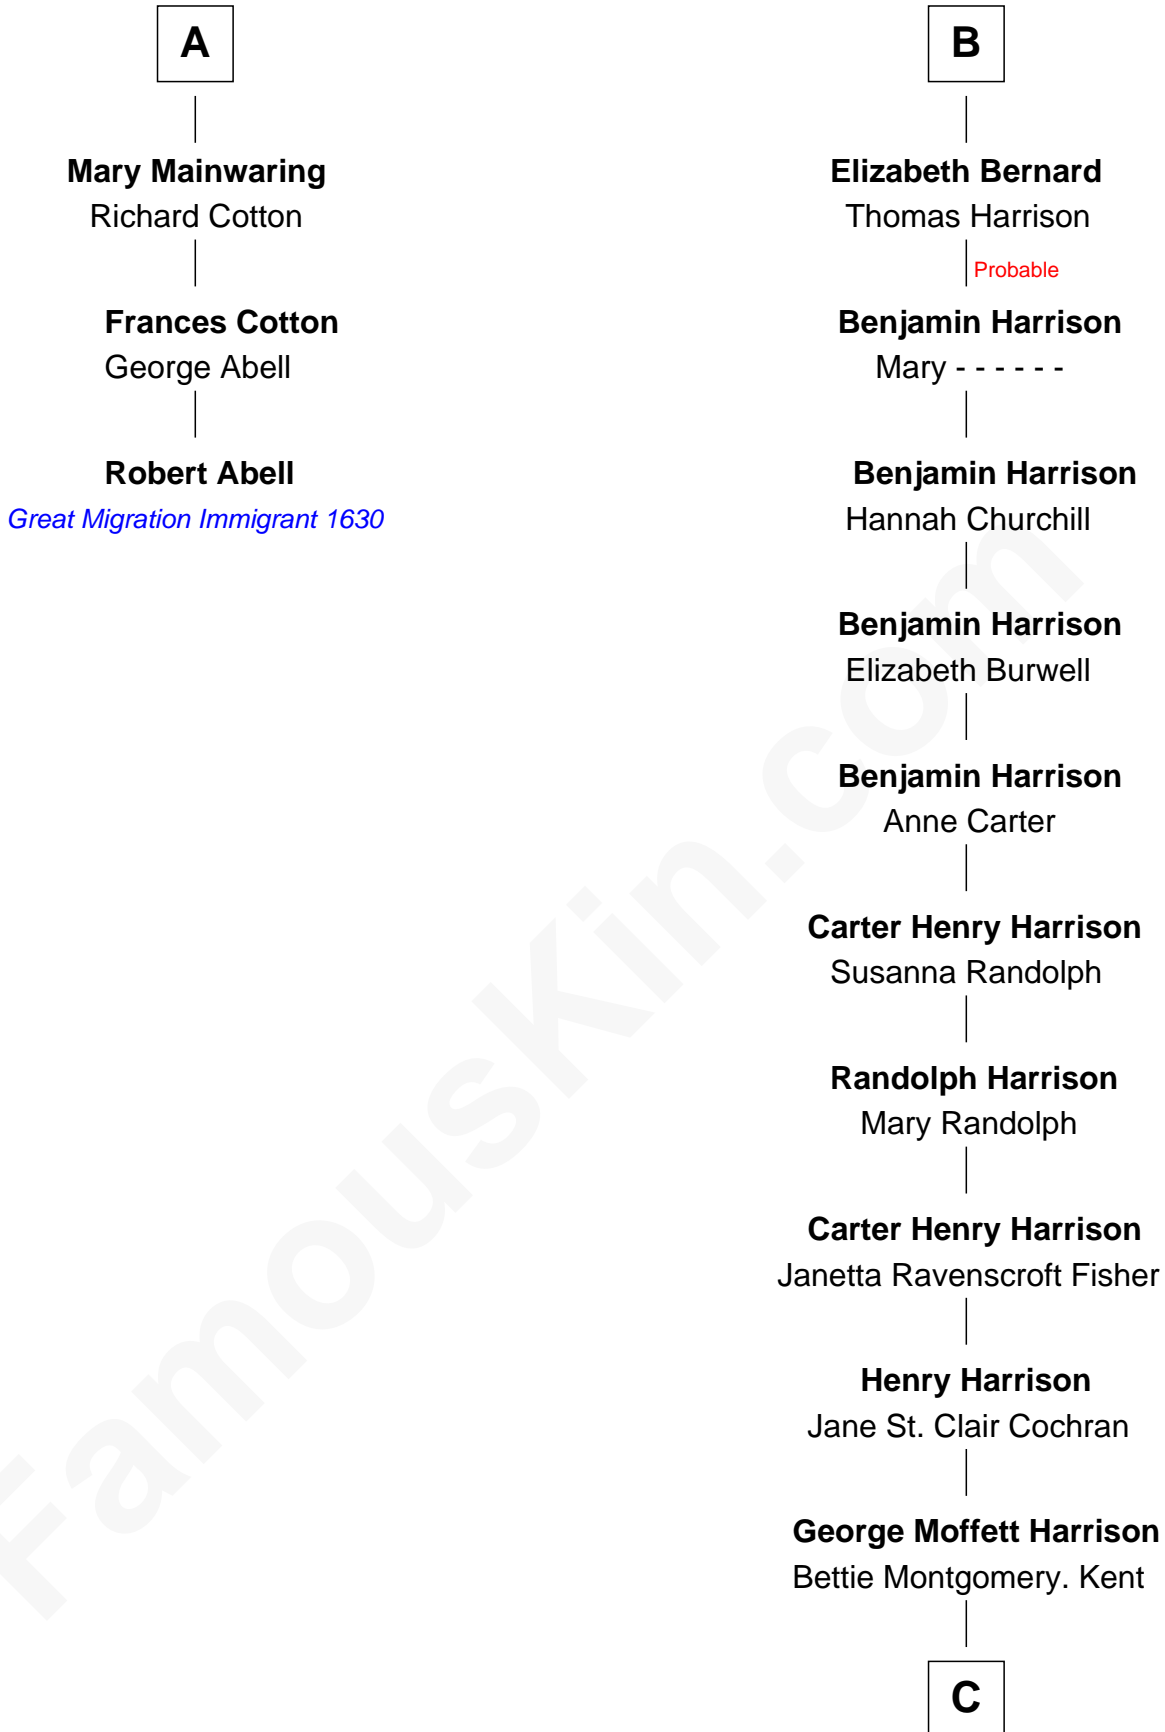 A
Mary Mainwaring
Richard Cotton
Frances Cotton
George Abell
Robert Abell
Great Migration Immigrant 1630
B
Elizabeth Bernard
Thomas Harrison
Probable
Benjamin Harrison
Mary - - - - - -
Benjamin Harrison
Hannah Churchill
Benjamin Harrison
Elizabeth Burwell
Benjamin Harrison
Anne Carter
Carter Henry Harrison
Susanna Randolph
Randolph Harrison
Mary Randolph
Carter Henry Harrison
Janetta Ravenscroft Fisher
Henry Harrison
Jane St. Clair Cochran
George Moffett Harrison
Bettie Montgomery. Kent
C
FamousKin.com